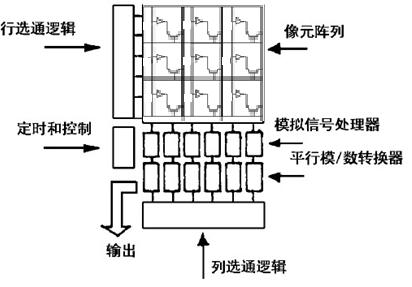 行选通逻辑
像元阵列
定时和控制
模拟信号处理器
平行模/数转换器
输出
列选通逻辑